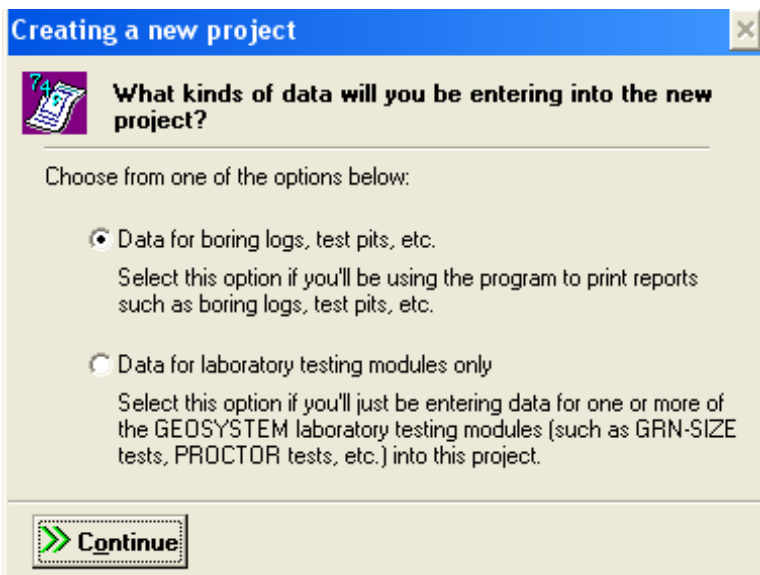 Creating a new project
What kinds of data will you be entering into the new
project?
Choose from one of the options below:
Data for boring logs, test pits, etc.
Select this option if you'll be using the program to print reports
such as boring logs, test pits, etc.
Data for laboratory testing modules only
Select this option if you'll just be entering data for one or more of
the GEOSYSTEM laboratory testing modules (such as GRN-SIZE
tests, PROCTOR tests, etc.) into this project.
Continue